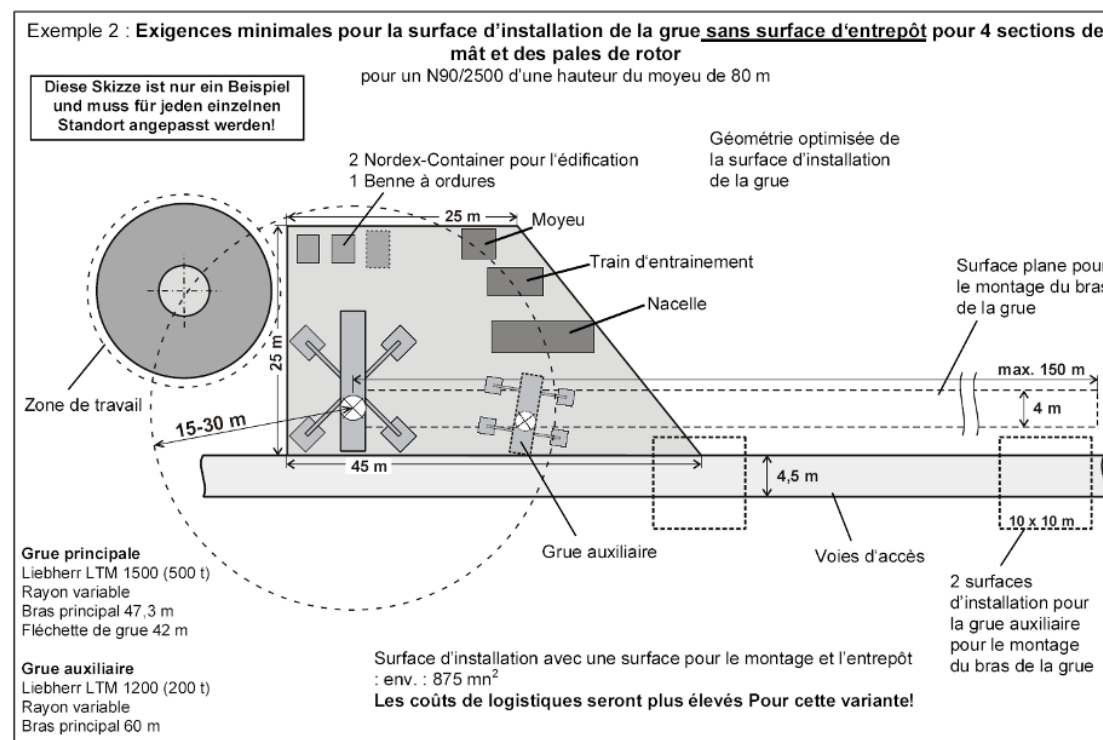 Exemple 2 : Exigences minimales pour la surface d'installation de la grue sans surface d'entrepôt pour 4 sections de
mât et des pales de rotor
pour un N90/2500 d'une hauteur du moyeu de 80 m
Diese Skizze ist nur ein Beispiel
und muss für jeden einzelnen
Standort angepasst werden!
2 Nordex-Container pour l'édification
1 Benne à ordures
Géométrie optimisée de
la surface d'installation
de la grue
25 m
Moyeu
Train d'entrainement
Nacelle
Surface plane pour
le montage du bras
de la grue
25 m
max. 150 m
4 m
Zone de travail
15-30 m
45 m
4,5 m
10 x 10 m
Grue auxiliaire
Voies d'accès
2 surfaces
d'installation pour
la grue auxiliaire
pour le montage
du bras de la grue
Grue principale
Liebherr LTM 1500 (500 t)
Rayon variable
Bras principal 47,3 m
Fléchette de grue 42 m
Grue auxiliaire
Liebherr LTM 1200 (200 t)
Rayon variable
Bras principal 60 m
Surface d'installation avec une surface pour le montage et l'entrepôt
: env. : 875 mn²
Les coûts de logistiques seront plus élevés Pour cette variante!